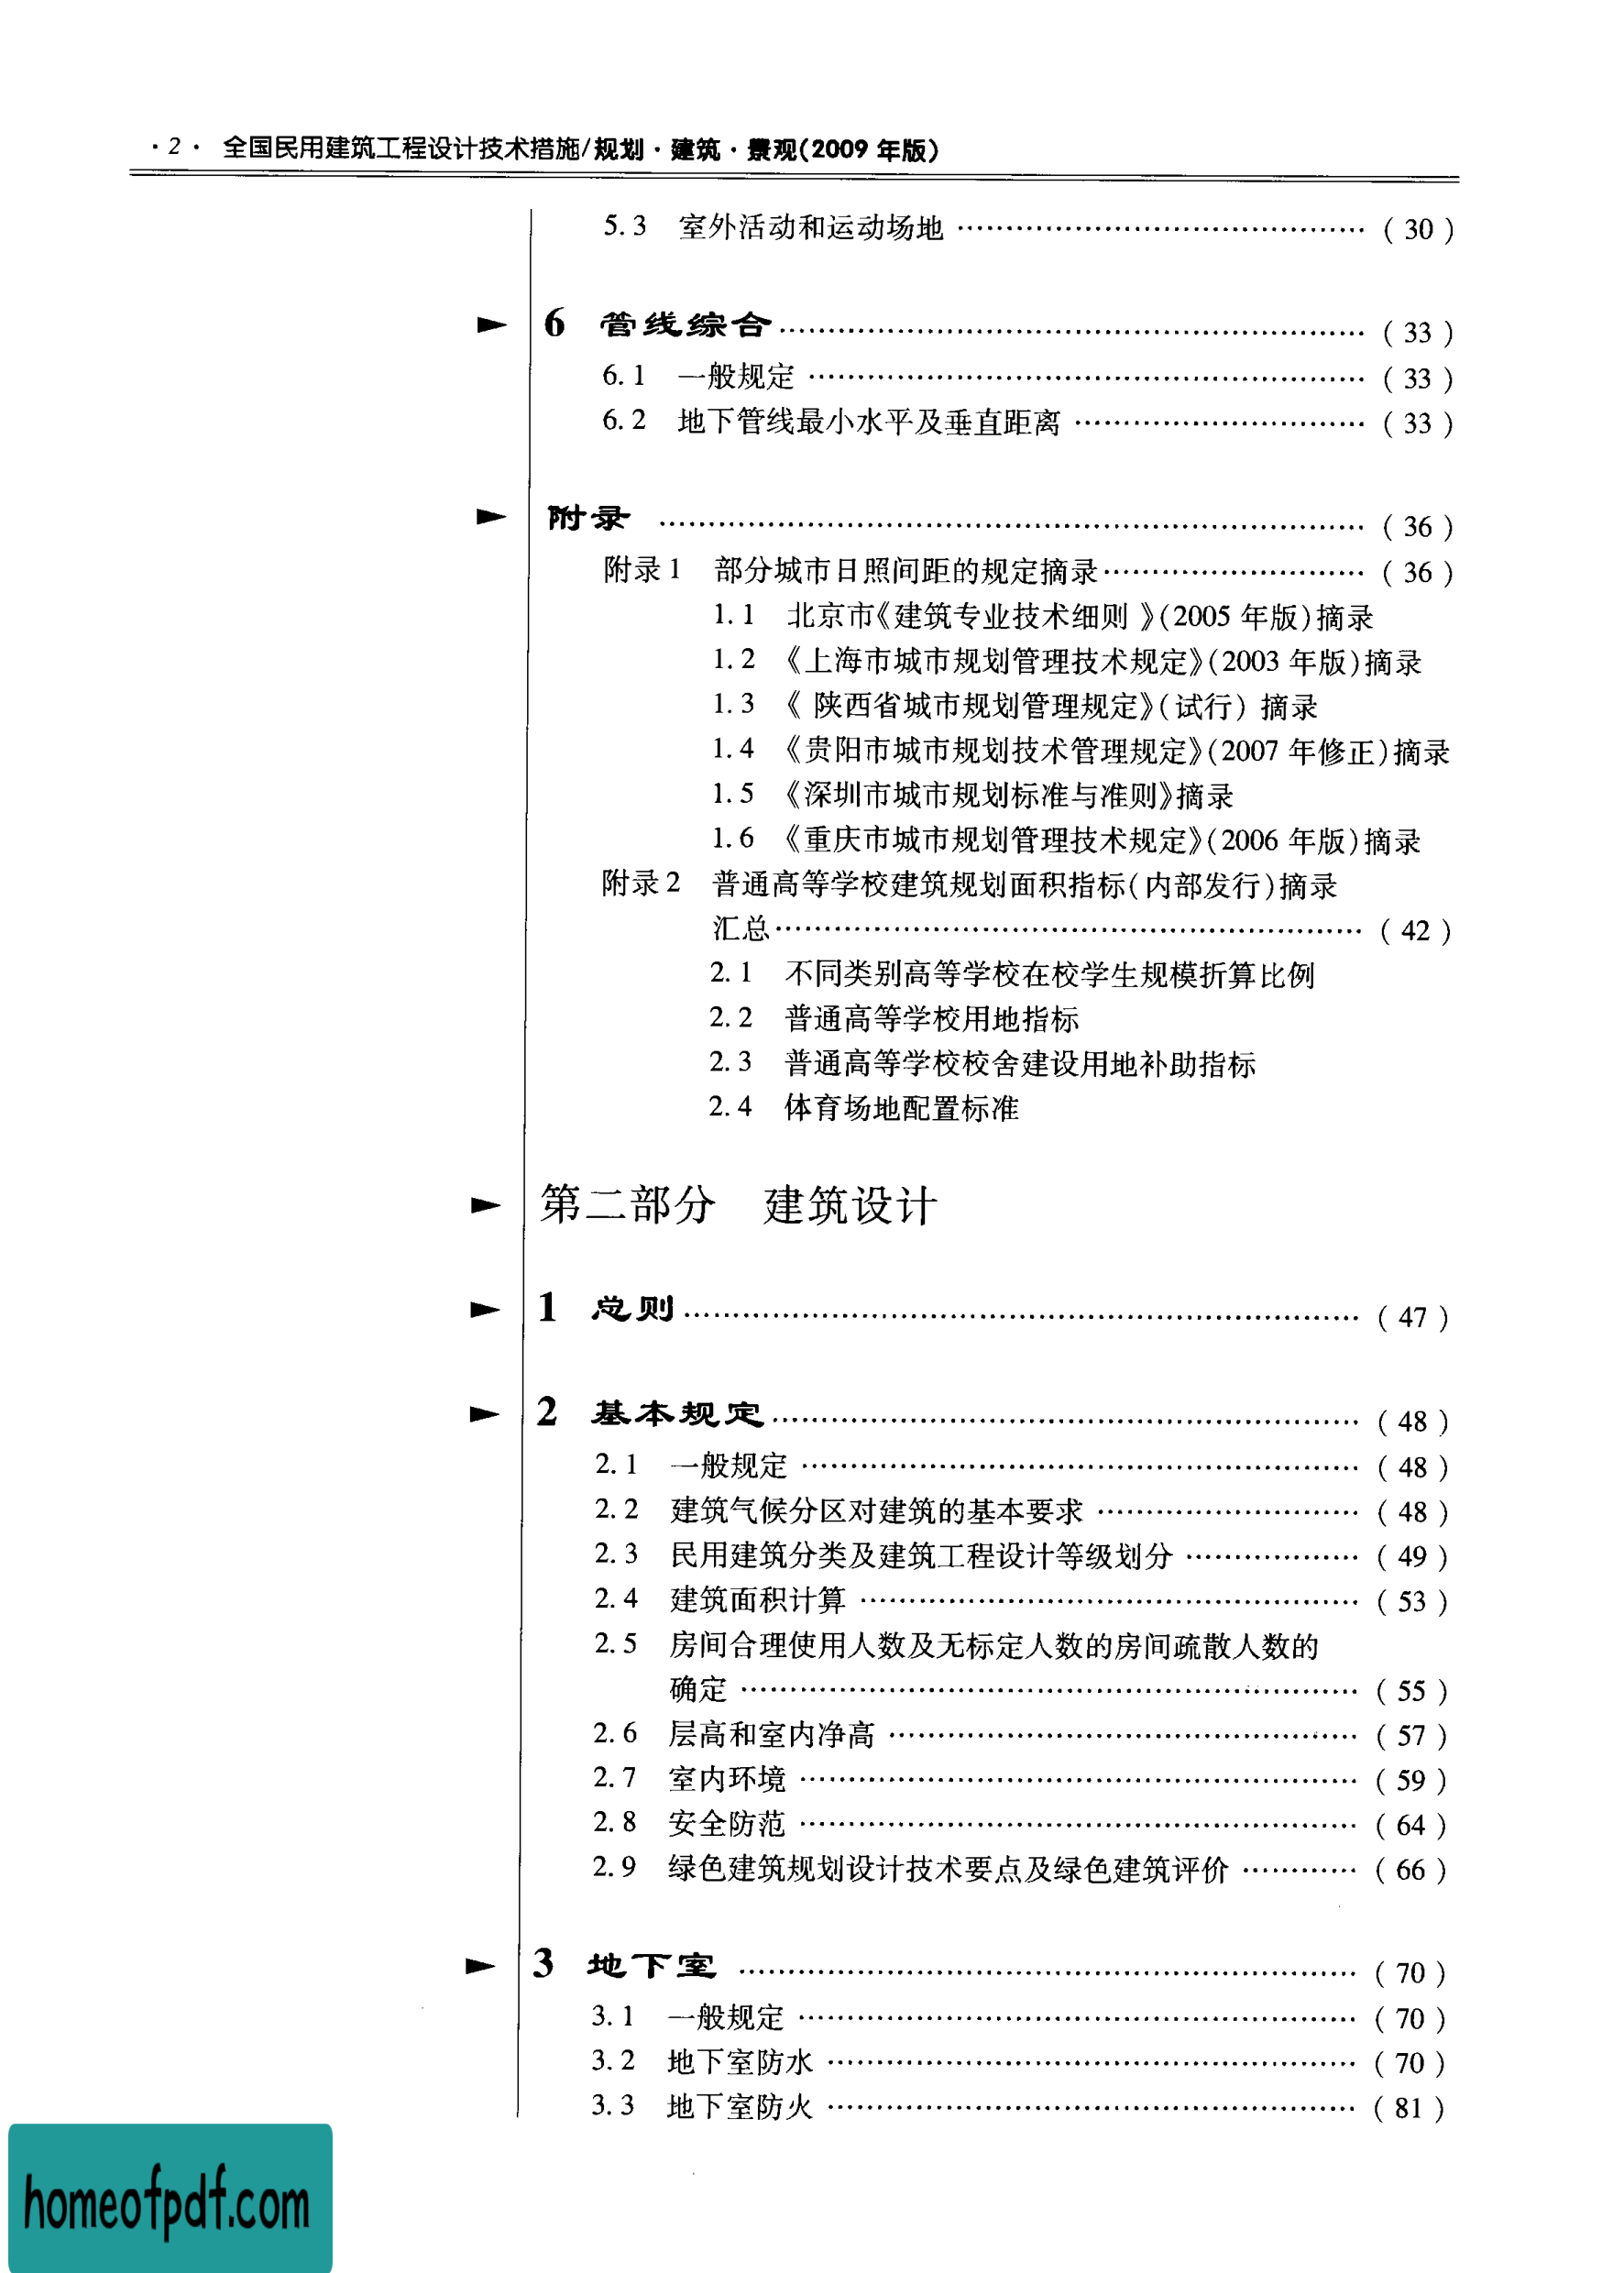 · 2 · 全国民用建筑工程设计技术措施/规划·建筑·景观(2009 年版)
5.3 室外活动和运动场地 ………………………………… ( 30 )
6 管线综合 ………………………………………………… ( 33 )
6.1 一般规定 ……………………………………………… ( 33 )
6.2 地下管线最小水平及垂直距离 ……………………… ( 33 )
附录 ………………………………………………………… ( 36 )
附录 1 部分城市日照间距的规定摘录 …………………… ( 36 )
1.1 北京市《建筑专业技术细则 》(2005 年版)摘录
1.2 《上海市城市规划管理技术规定》(2003 年版)摘录
1.3 《 陕西省城市规划管理规定》(试行) 摘录
1.4 《贵阳市城市规划技术管理规定》(2007 年修正)摘录
1.5 《深圳市城市规划标准与准则》摘录
1.6 《重庆市城市规划管理技术规定》(2006 年版)摘录
附录 2 普通高等学校建筑规划面积指标(内部发行)摘录
汇总 ………………………………………………… ( 42 )
2.1 不同类别高等学校在校学生规模折算比例
2.2 普通高等学校用地指标
2.3 普通高等学校校舍建设用地补助指标
2.4 体育场地配置标准
第二部分 建筑设计
1 总则 ……………………………………………………… ( 47 )
2 基本规定 ………………………………………………… ( 48 )
2.1 一般规定 ……………………………………………… ( 48 )
2.2 建筑气候分区对建筑的基本要求 …………………… ( 48 )
2.3 民用建筑分类及建筑工程设计等级划分 …………… ( 49 )
2.4 建筑面积计算 ………………………………………… ( 53 )
2.5 房间合理使用人数及无标定人数的房间疏散人数的
确定 …………………………………………………… ( 55 )
2.6 层高和室内净高 ……………………………………… ( 57 )
2.7 室内环境 ……………………………………………… ( 59 )
2.8 安全防范 ……………………………………………… ( 64 )
2.9 绿色建筑规划设计技术要点及绿色建筑评价 ……… ( 66 )
3 地下室 …………………………………………………… ( 70 )
3.1 一般规定 ……………………………………………… ( 70 )
3.2 地下室防水 …………………………………………… ( 70 )
3.3 地下室防火 …………………………………………… ( 81 )
homeofpdf.com